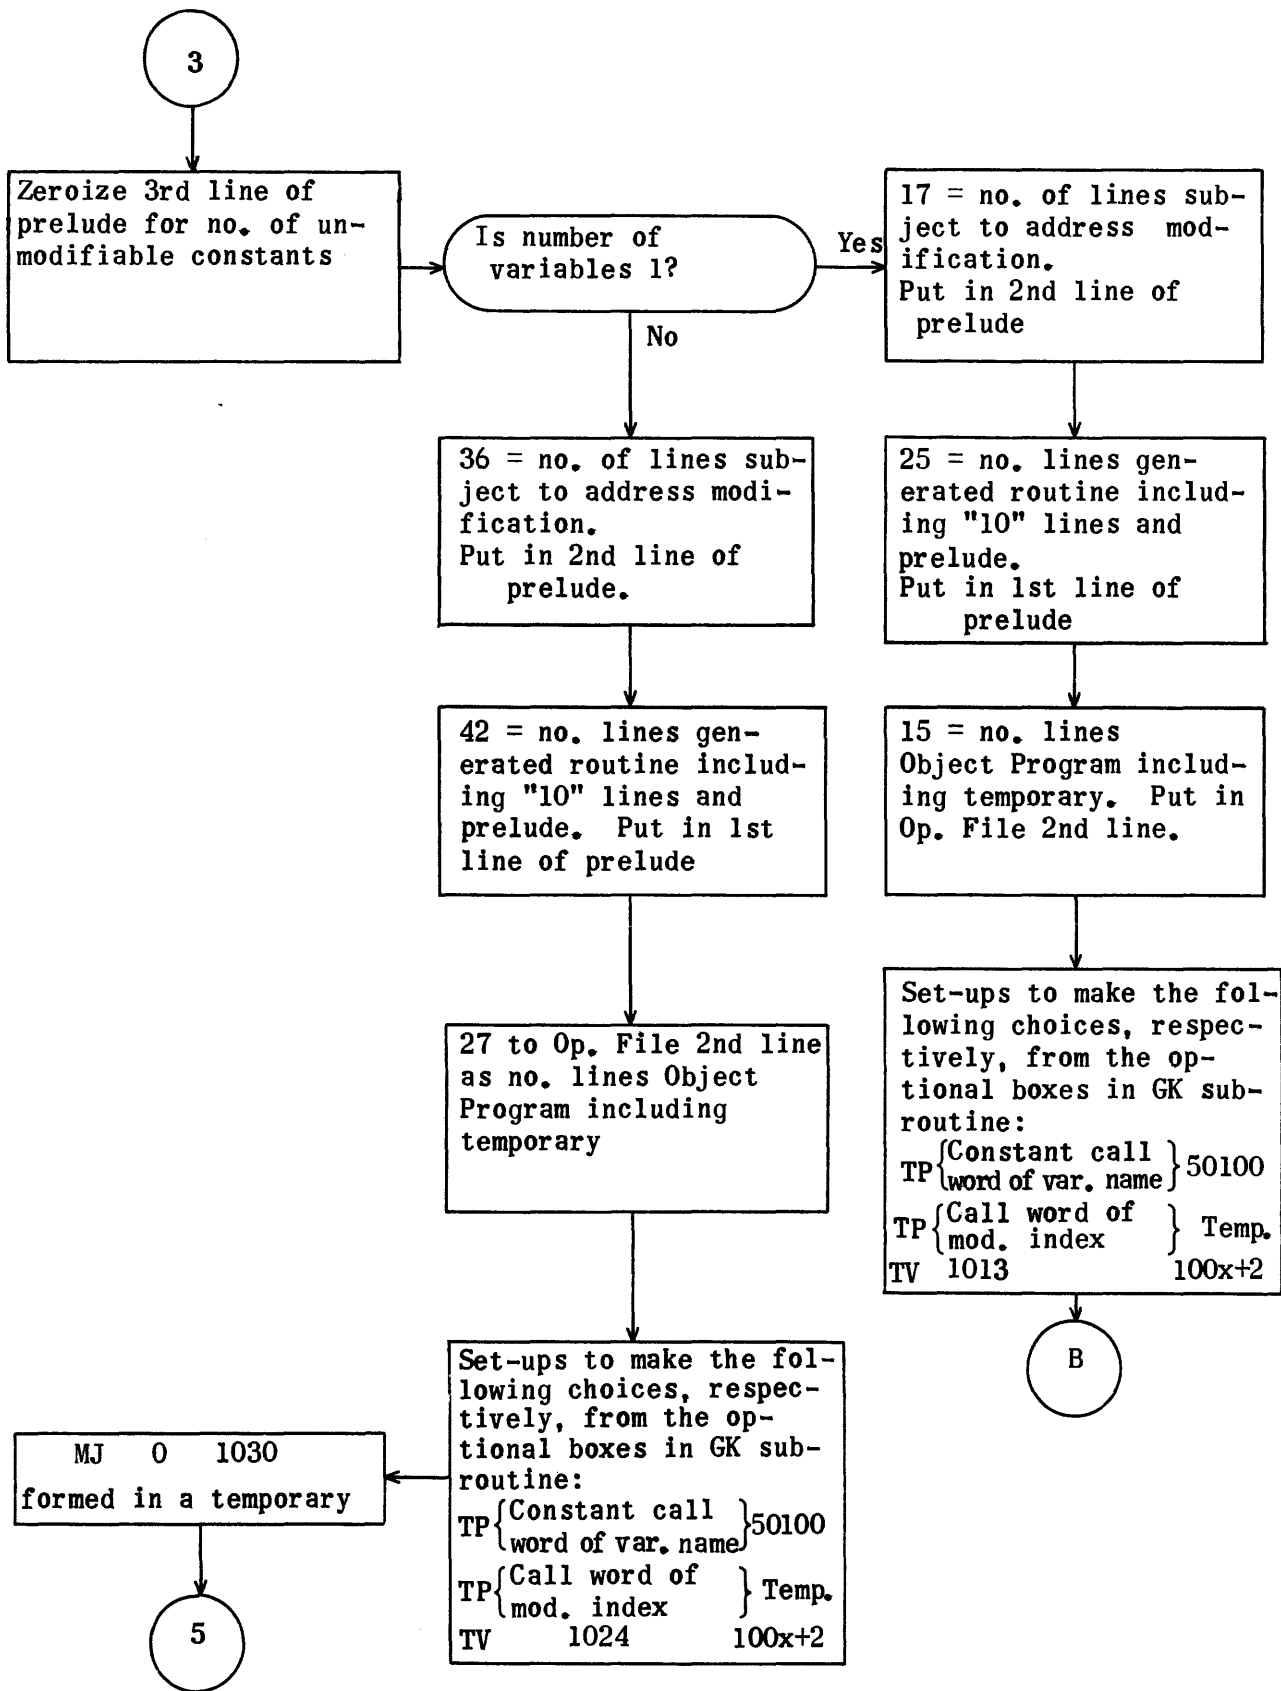 3
Zeroize 3rd line of
prelude for no. of un-
modifiable constants
Is number of
variables 1?
Yes
No
17 = no. of lines sub-
ject to address mod-
ification.
Put in 2nd line of
prelude
36 = no. of lines sub-
ject to address modi-
fication.
Put in 2nd line of
prelude.
25 = no. lines gen-
erated routine includ-
ing "10" lines and
prelude.
Put in 1st line of
prelude
42 = no. lines gen-
erated routine includ-
ing "10" lines and
prelude. Put in 1st
line of prelude
15 = no. lines
Object Program includ-
ing temporary. Put in
Op. File 2nd line.
27 to Op. File 2nd line
as no. lines Object
Program including
temporary
Set-ups to make the fol-
lowing choices, respec-
tively, from the op-
tional boxes in GK sub-
routine:
TP {Constant call
word of var. name} 50100
TP {Call word of
mod. index } Temp.
TV 1013 100x+2
B
Set-ups to make the fol-
lowing choices, respec-
tively, from the op-
tional boxes in GK sub-
routine:
TP {Constant call
word of var. name} 50100
TP {Call word of
mod. index } Temp.
TV 1024 100x+2
MJ 0 1030
formed in a temporary
5